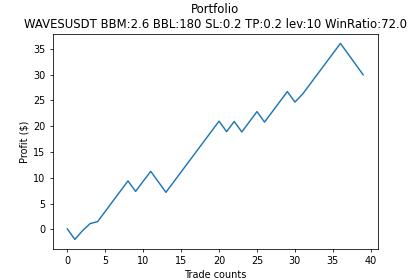 Portfolio
WAVESUSDT BBM:2.6 BBL:180 SL:0.2 TP:0.2 lev:10 WinRatio:72.0
35
30
25
20
15
10
5
0
Profit ($)
0 5 10 15 20 25 30 35 40
Trade counts